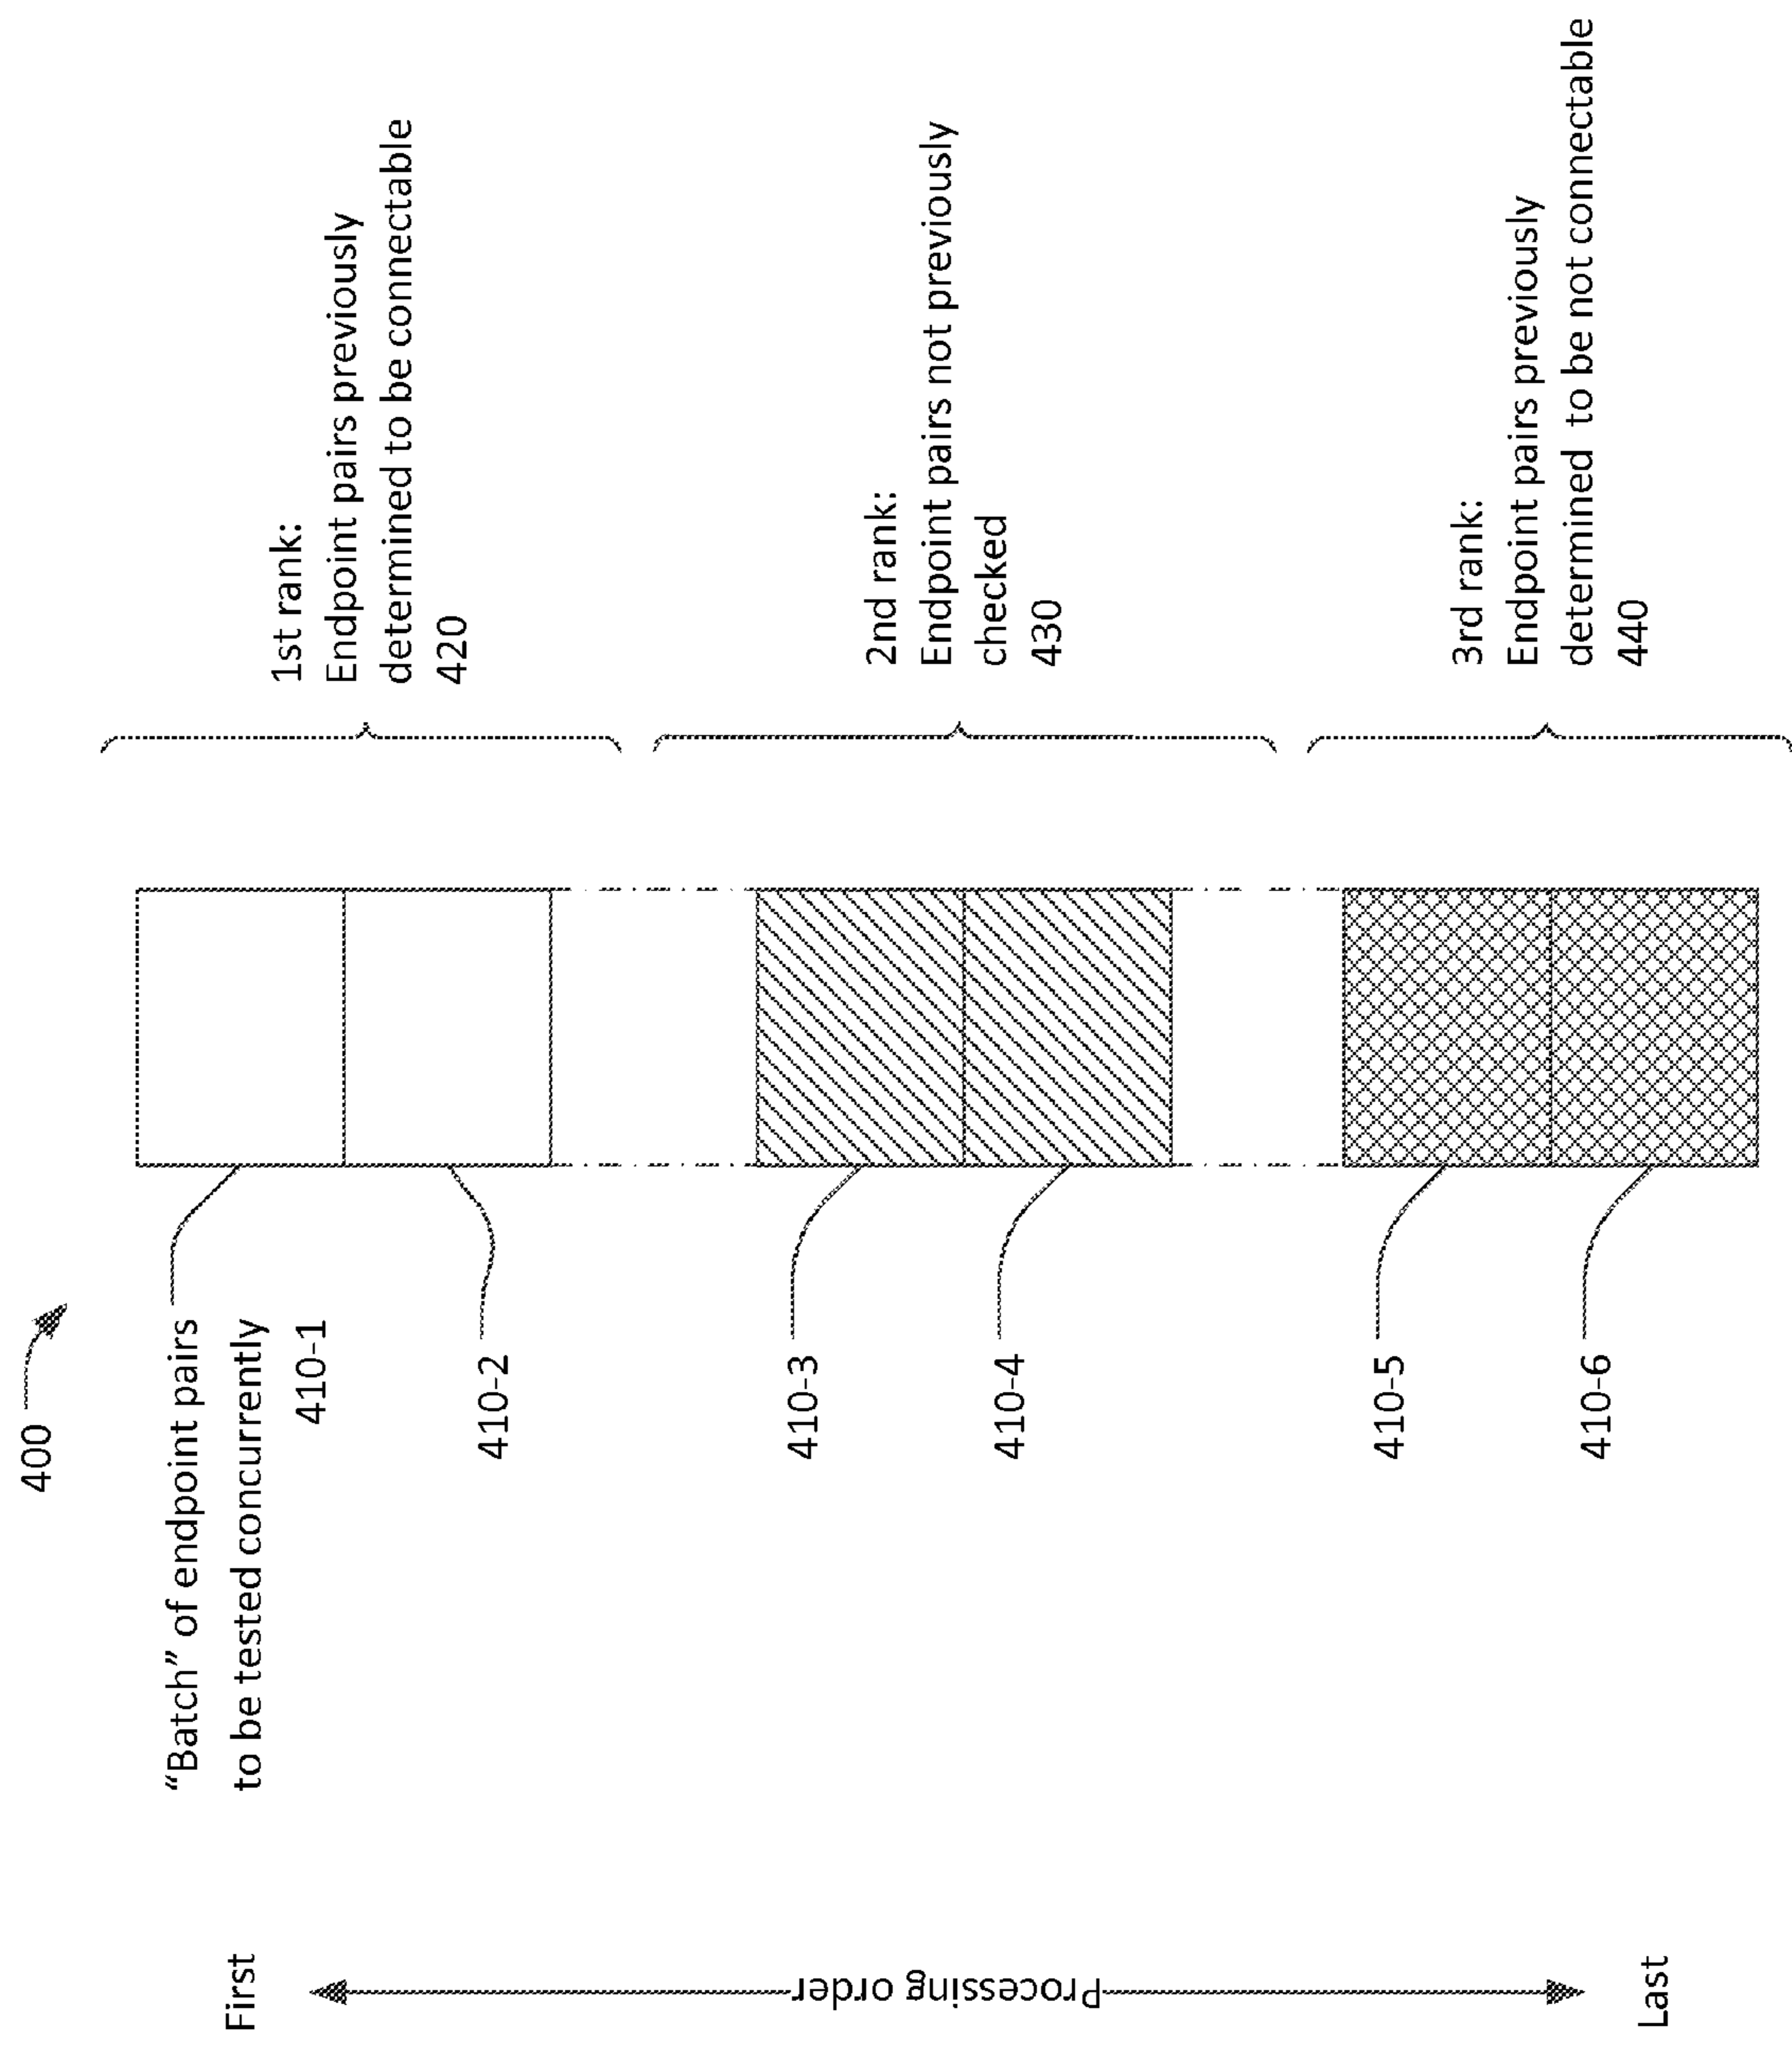 400
First
Processing order
Last
“Batch” of endpoint pairs
to be tested concurrently
410-1
410-2
410-3
410-4
410-5
410-6
1st rank:
Endpoint pairs previously
determined to be connectable
420
2nd rank:
Endpoint pairs not previously
checked
430
3rd rank:
Endpoint pairs previously
determined to be not connectable
440